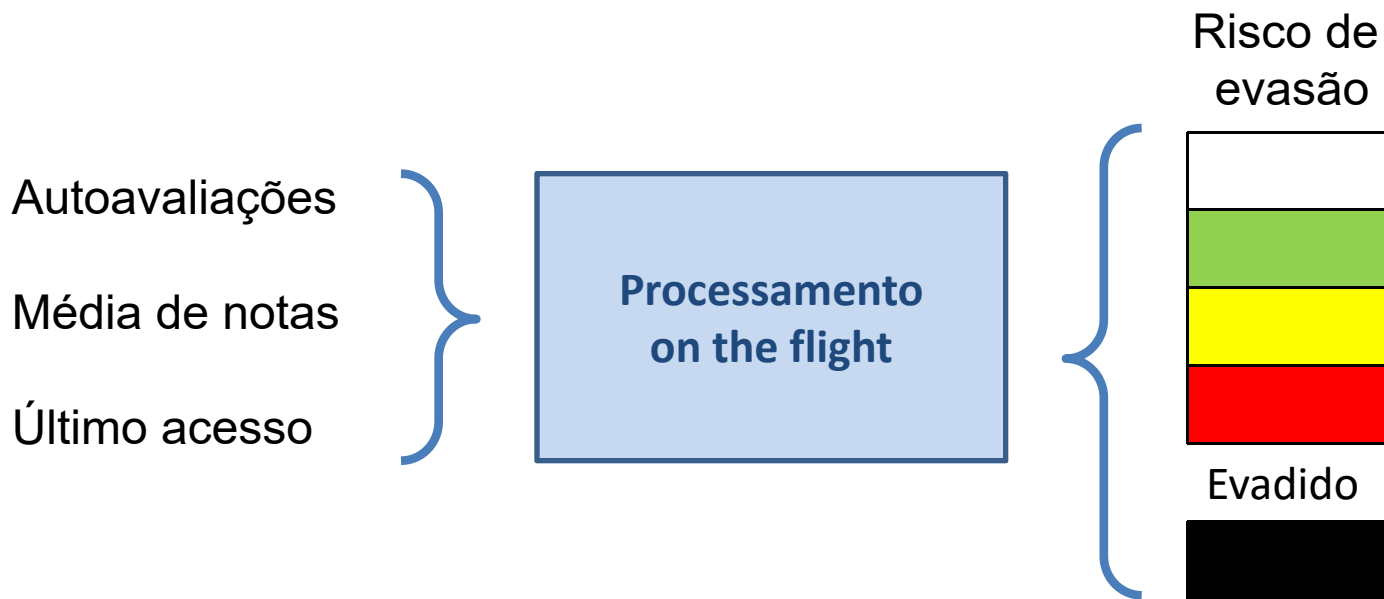 Risco de
evasão
Autoavaliações
Média de notas
Último acesso
Processamento
on the flight
Evadido